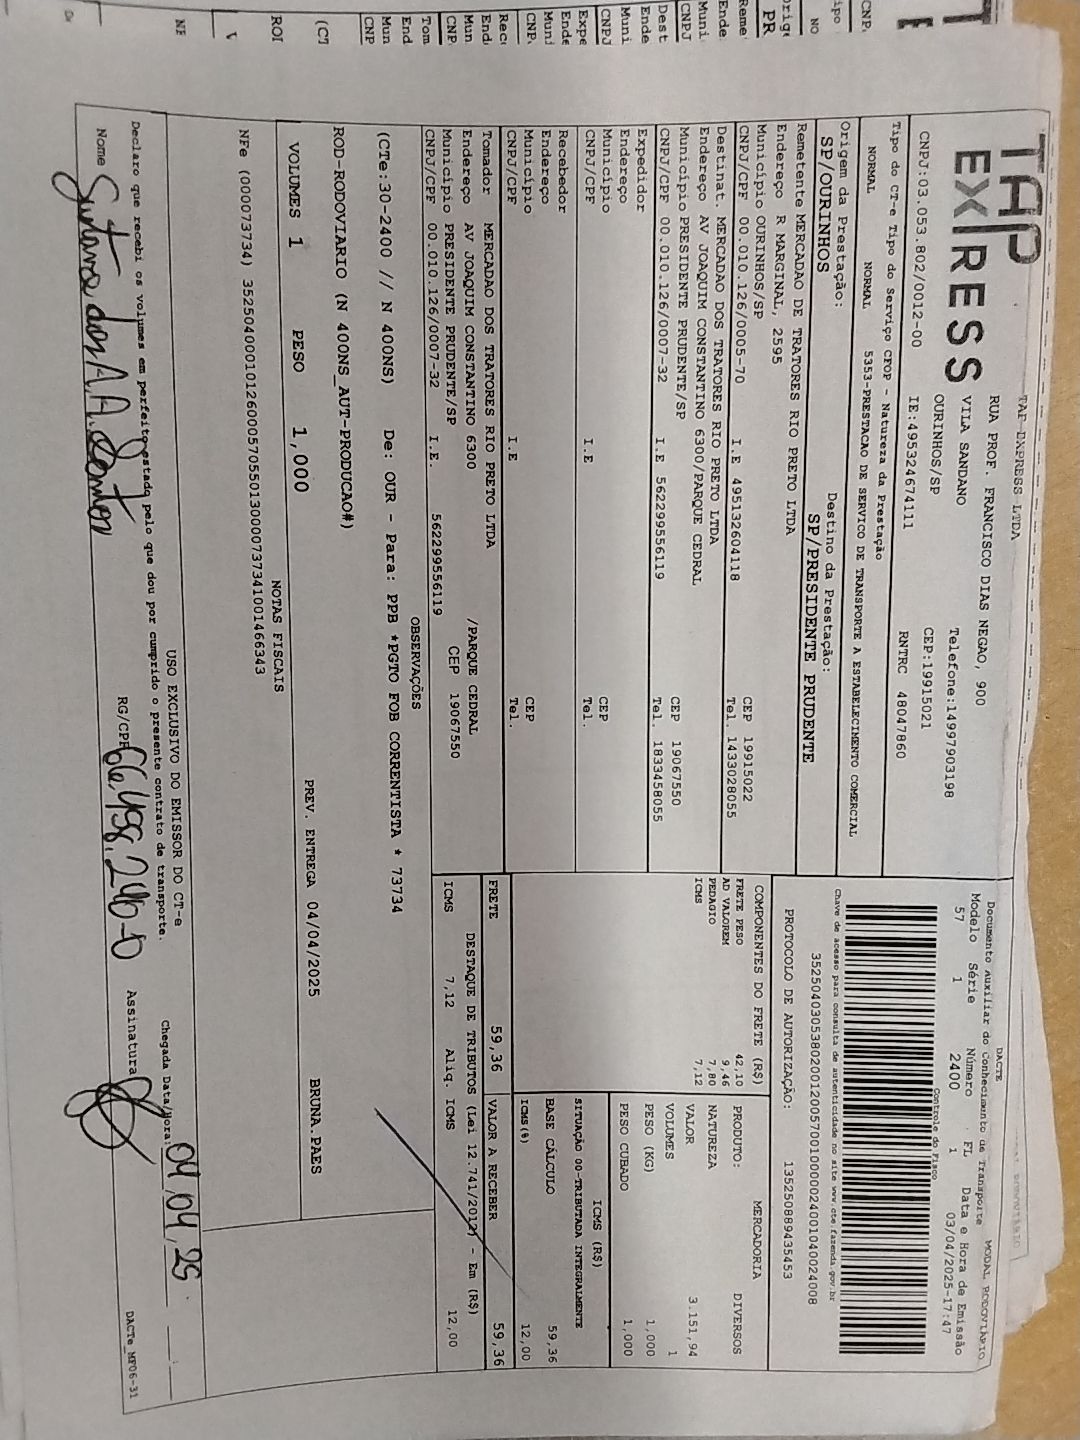 TAP EXPRESS
TAP EXPRESS LTDA
RUA PROF. FRANCISCO DIAS NEGAO, 900
VILA SANDANO Telefone:14997903198
OURINHOS/SP CEP:19915021
CNPJ:03.053.802/0012-00 IE:495324674111 RNTRC 48047860
Tipo do CT-e Tipo do Serviço CFOP - Natureza da Prestação
NORMAL NORMAL 5353-PRESTACAO DE SERVICO DE TRANSPORTE A ESTABELECIMENTO COMERCIAL
Origem da Prestação: Destino da Prestação:
SP/OURINHOS SP/PRESIDENTE PRUDENTE
Remetente MERCADAO DE TRATORES RIO PRETO LTDA
Endereço R MARGINAL, 2595
Município OURINHOS/SP CEP 19915022
CNPJ/CPF 00.010.126/0005-70 I.E 495132604118 Tel. 1433028055
Destinat. MERCADAO DOS TRATORES RIO PRETO LTDA
Endereço AV JOAQUIM CONSTANTINO 6300/PARQUE CEDRAL
Município PRESIDENTE PRUDENTE/SP CEP 19067550
CNPJ/CPF 00.010.126/0007-32 I.E 562299556119 Tel. 1833458055
Expedidor
Endereço
Município CEP
CNPJ/CPF I.E Tel.
Recebedor
Endereço
Município CEP
CNPJ/CPF I.E Tel.
Tomador MERCADAO DOS TRATORES RIO PRETO LTDA
Endereço AV JOAQUIM CONSTANTINO 6300 /PARQUE CEDRAL
Município PRESIDENTE PRUDENTE/SP CEP 19067550
CNPJ/CPF 00.010.126/0007-32 I.E. 562299556119
DACTE
Documento Auxiliar do Conhecimento de Transporte MODAL RODOVIÁRIO
Modelo Série Número FL Data e Hora de Emissão
57 1 2400 1 03/04/2025-17:47
Controle do Fisco
Chave de acesso para consulta de autenticidade no site www.cte.fazenda.gov.br
35250403053802001200570010000024001040024008
PROTOCOLO DE AUTORIZAÇÃO: 135250889435453
COMPONENTES DO FRETE (R$)
FRETE PESO 42,10
AD VALOREM 9,46
PEDAGIO 7,80
ICMS 7,12
MERCADORIA
PRODUTO: DIVERSOS
NATUREZA
VALOR 3.151,94
VOLUMES 1
PESO (KG) 1,000
PESO CUBADO 1,000
ICMS (R$)
SITUAÇÃO 00-TRIBUTADA INTEGRALMENTE
BASE CÁLCULO 59,36
ICMS(%) 12,00
FRETE 59,36 VALOR A RECEBER 59,36
DESTAQUE DE TRIBUTOS (Lei 12.741/2012) - Em (R$)
ICMS 7,12 Aliq. ICMS 12,00
OBSERVAÇÕES
(CTe:30-2400 // N 400NS) De: OUR - Para: PPB *PGTO FOB CORRENTISTA * 73734
ROD-RODOVIARIO (N 400NS_AUT-PRODUCAO#)
VOLUMES 1 PESO 1,000 PREV. ENTREGA 04/04/2025 BRUNA.PAES
NOTAS FISCAIS
NFe (000073734) 35250400010126000570550130000737341001466343
USO EXCLUSIVO DO EMISSOR DO CT-e
Declaro que recebi os volumes em perfeito estado pelo que dou por cumprido o presente contrato de transporte.
Chegada Data/Hora: 04/04/25
Nome RG/CPF Assinatura
DACTe_MF06-31